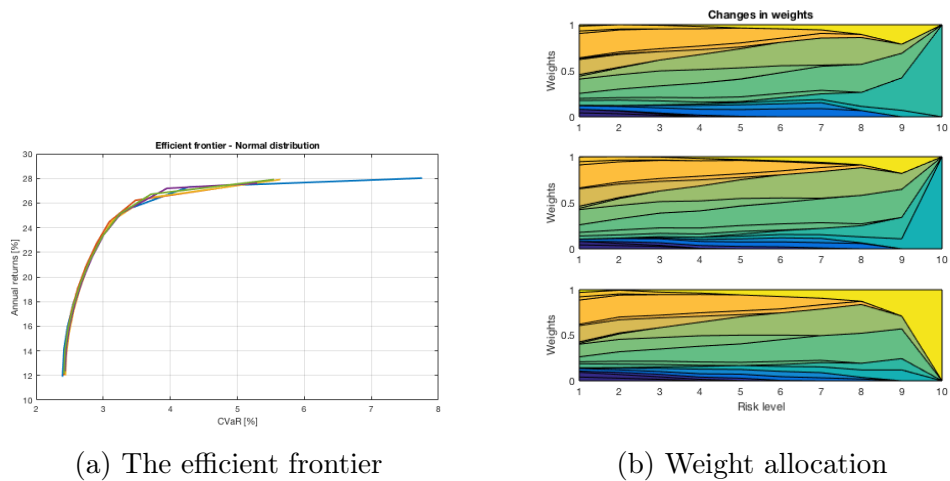 Efficient frontier - Normal distribution
30
28
26
24
22
20
18
16
14
12
10
Annual returns [%]
2 3 4 5 6 7 8
CVaR [%]
(a) The efficient frontier
Changes in weights
1
0.5
0
Weights
1 2 3 4 5 6 7 8 9 10
1
0.5
0
Weights
1 2 3 4 5 6 7 8 9 10
1
0.5
0
Weights
1 2 3 4 5 6 7 8 9 10
Risk level
(b) Weight allocation